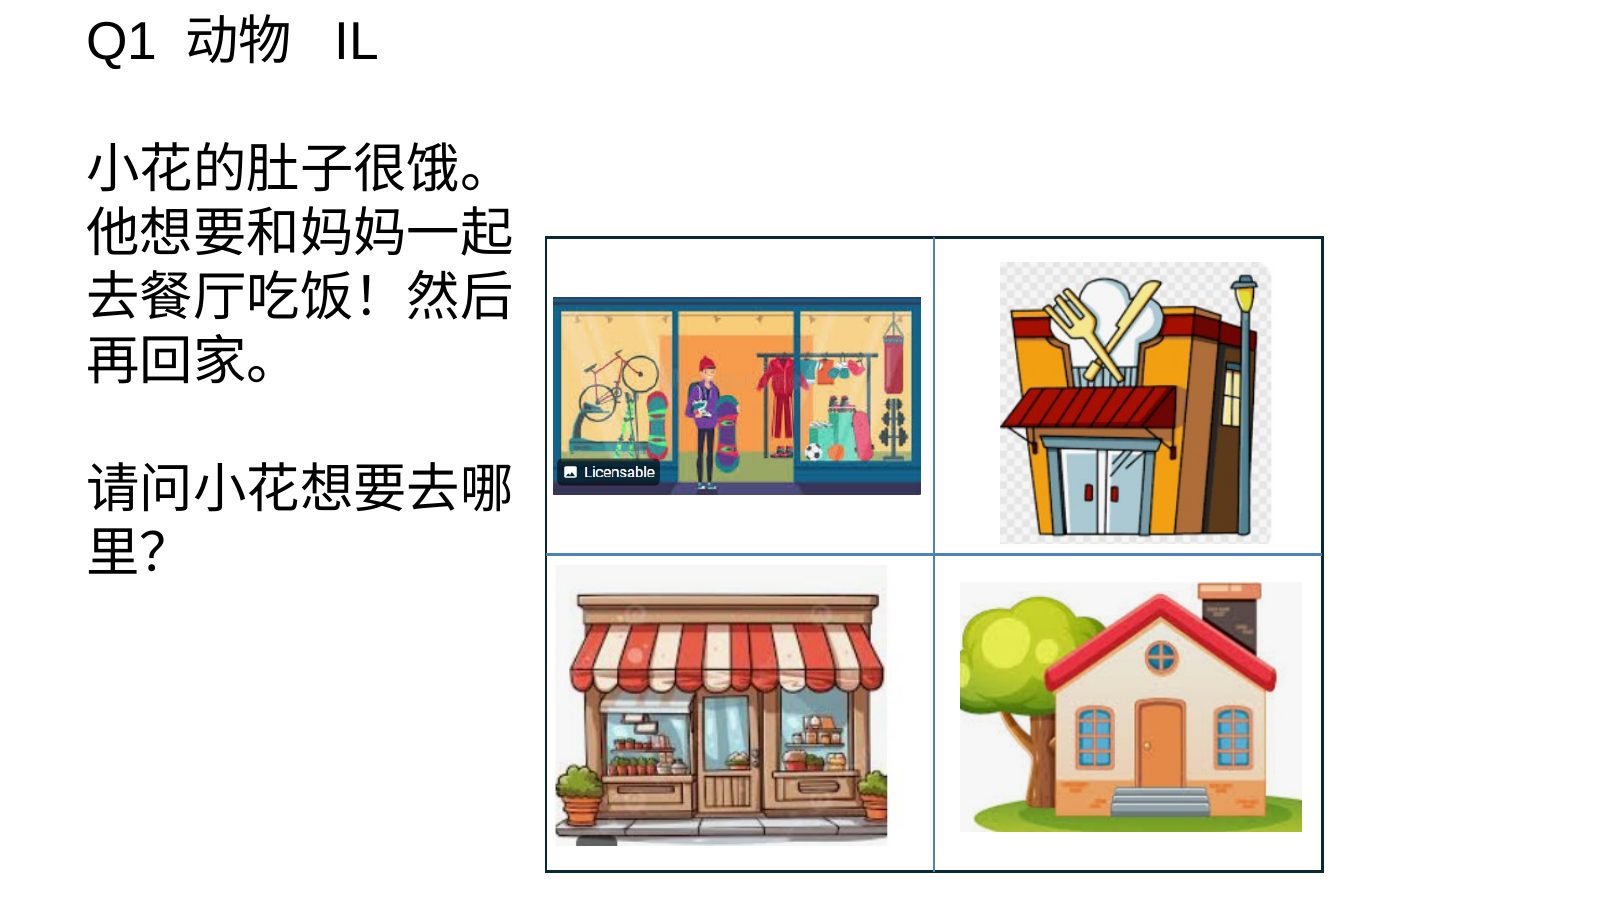 Q1 动物 IL
小花的肚子很饿。
他想要和妈妈一起
去餐厅吃饭！然后
再回家。
请问小花想要去哪
里？
Licensable